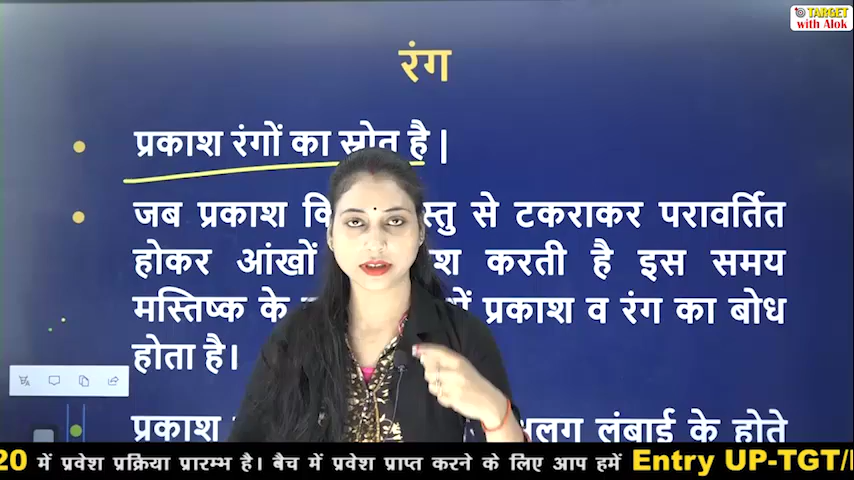 TARGET
with Alok
रंग
प्रकाश रंगों का स्रोत है |
जब प्रकाश स्तु से टकराकर परावर्तित
होकर आंखों करती है इस समय
मस्तिष्क के प्रकाश व रंग का बोध
होता है।
प्रकाश लंबाई के होते
20 में प्रवेश प्रक्रिया प्रारम्भ है। बैच में प्रवेश प्राप्त करने के लिए आप हमें Entry UP-TGT/